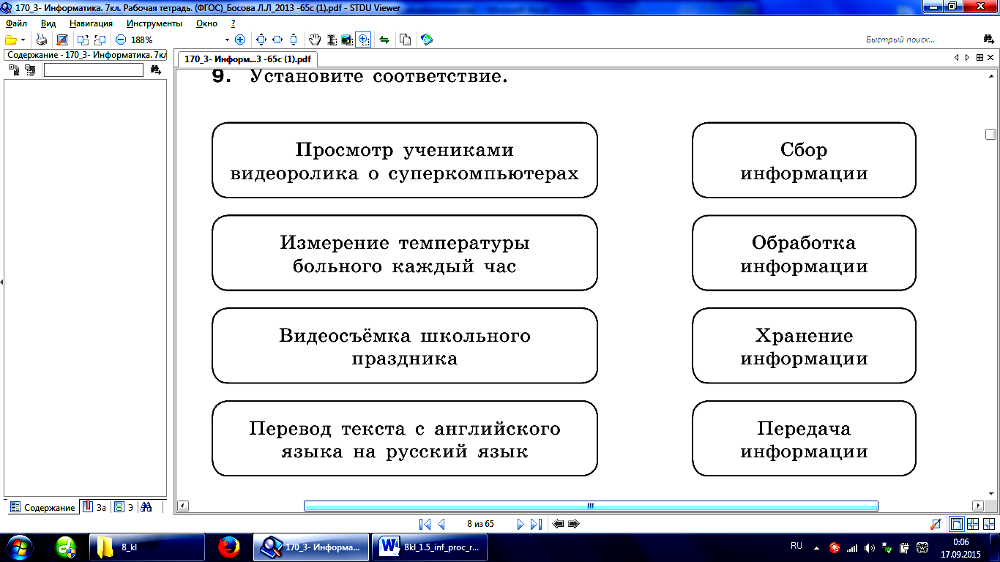 170_3- Информатика. 7кл. Рабочая тетрадь. (ФГОС)_Босова Л.Л_2013 -65с (1).pdf - STDU Viewer
Файл Вид Навигация Инструменты Окно ?
188%
Быстрый поиск...
Содержание - 170_3- Информатика. 7кл
170_3- Информ...3 -65с (1).pdf
9. Установите соответствие.
Просмотр учениками
видеоролика о суперкомпьютерах
Сбор
информации
Измерение температуры
больного каждый час
Обработка
информации
Видеосъёмка школьного
праздника
Хранение
информации
Перевод текста с английского
языка на русский язык
Передача
информации
Содержание За Э
8 из 65
8_kl
170_3- Информа...
8kl_1.5_inf_proc_r...
RU
0:06
17.09.2015